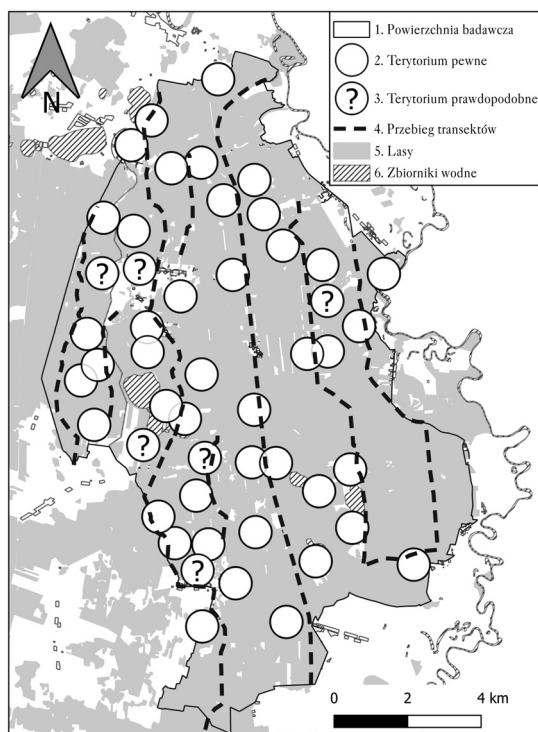 N
1. Powierzchnia badawcza
2. Terytorium pewne
? 3. Terytorium prawdopodobne
4. Przebieg transektów
5. Lasy
6. Zbiorniki wodne
? ?
?
? ?
?
0 2 4 km